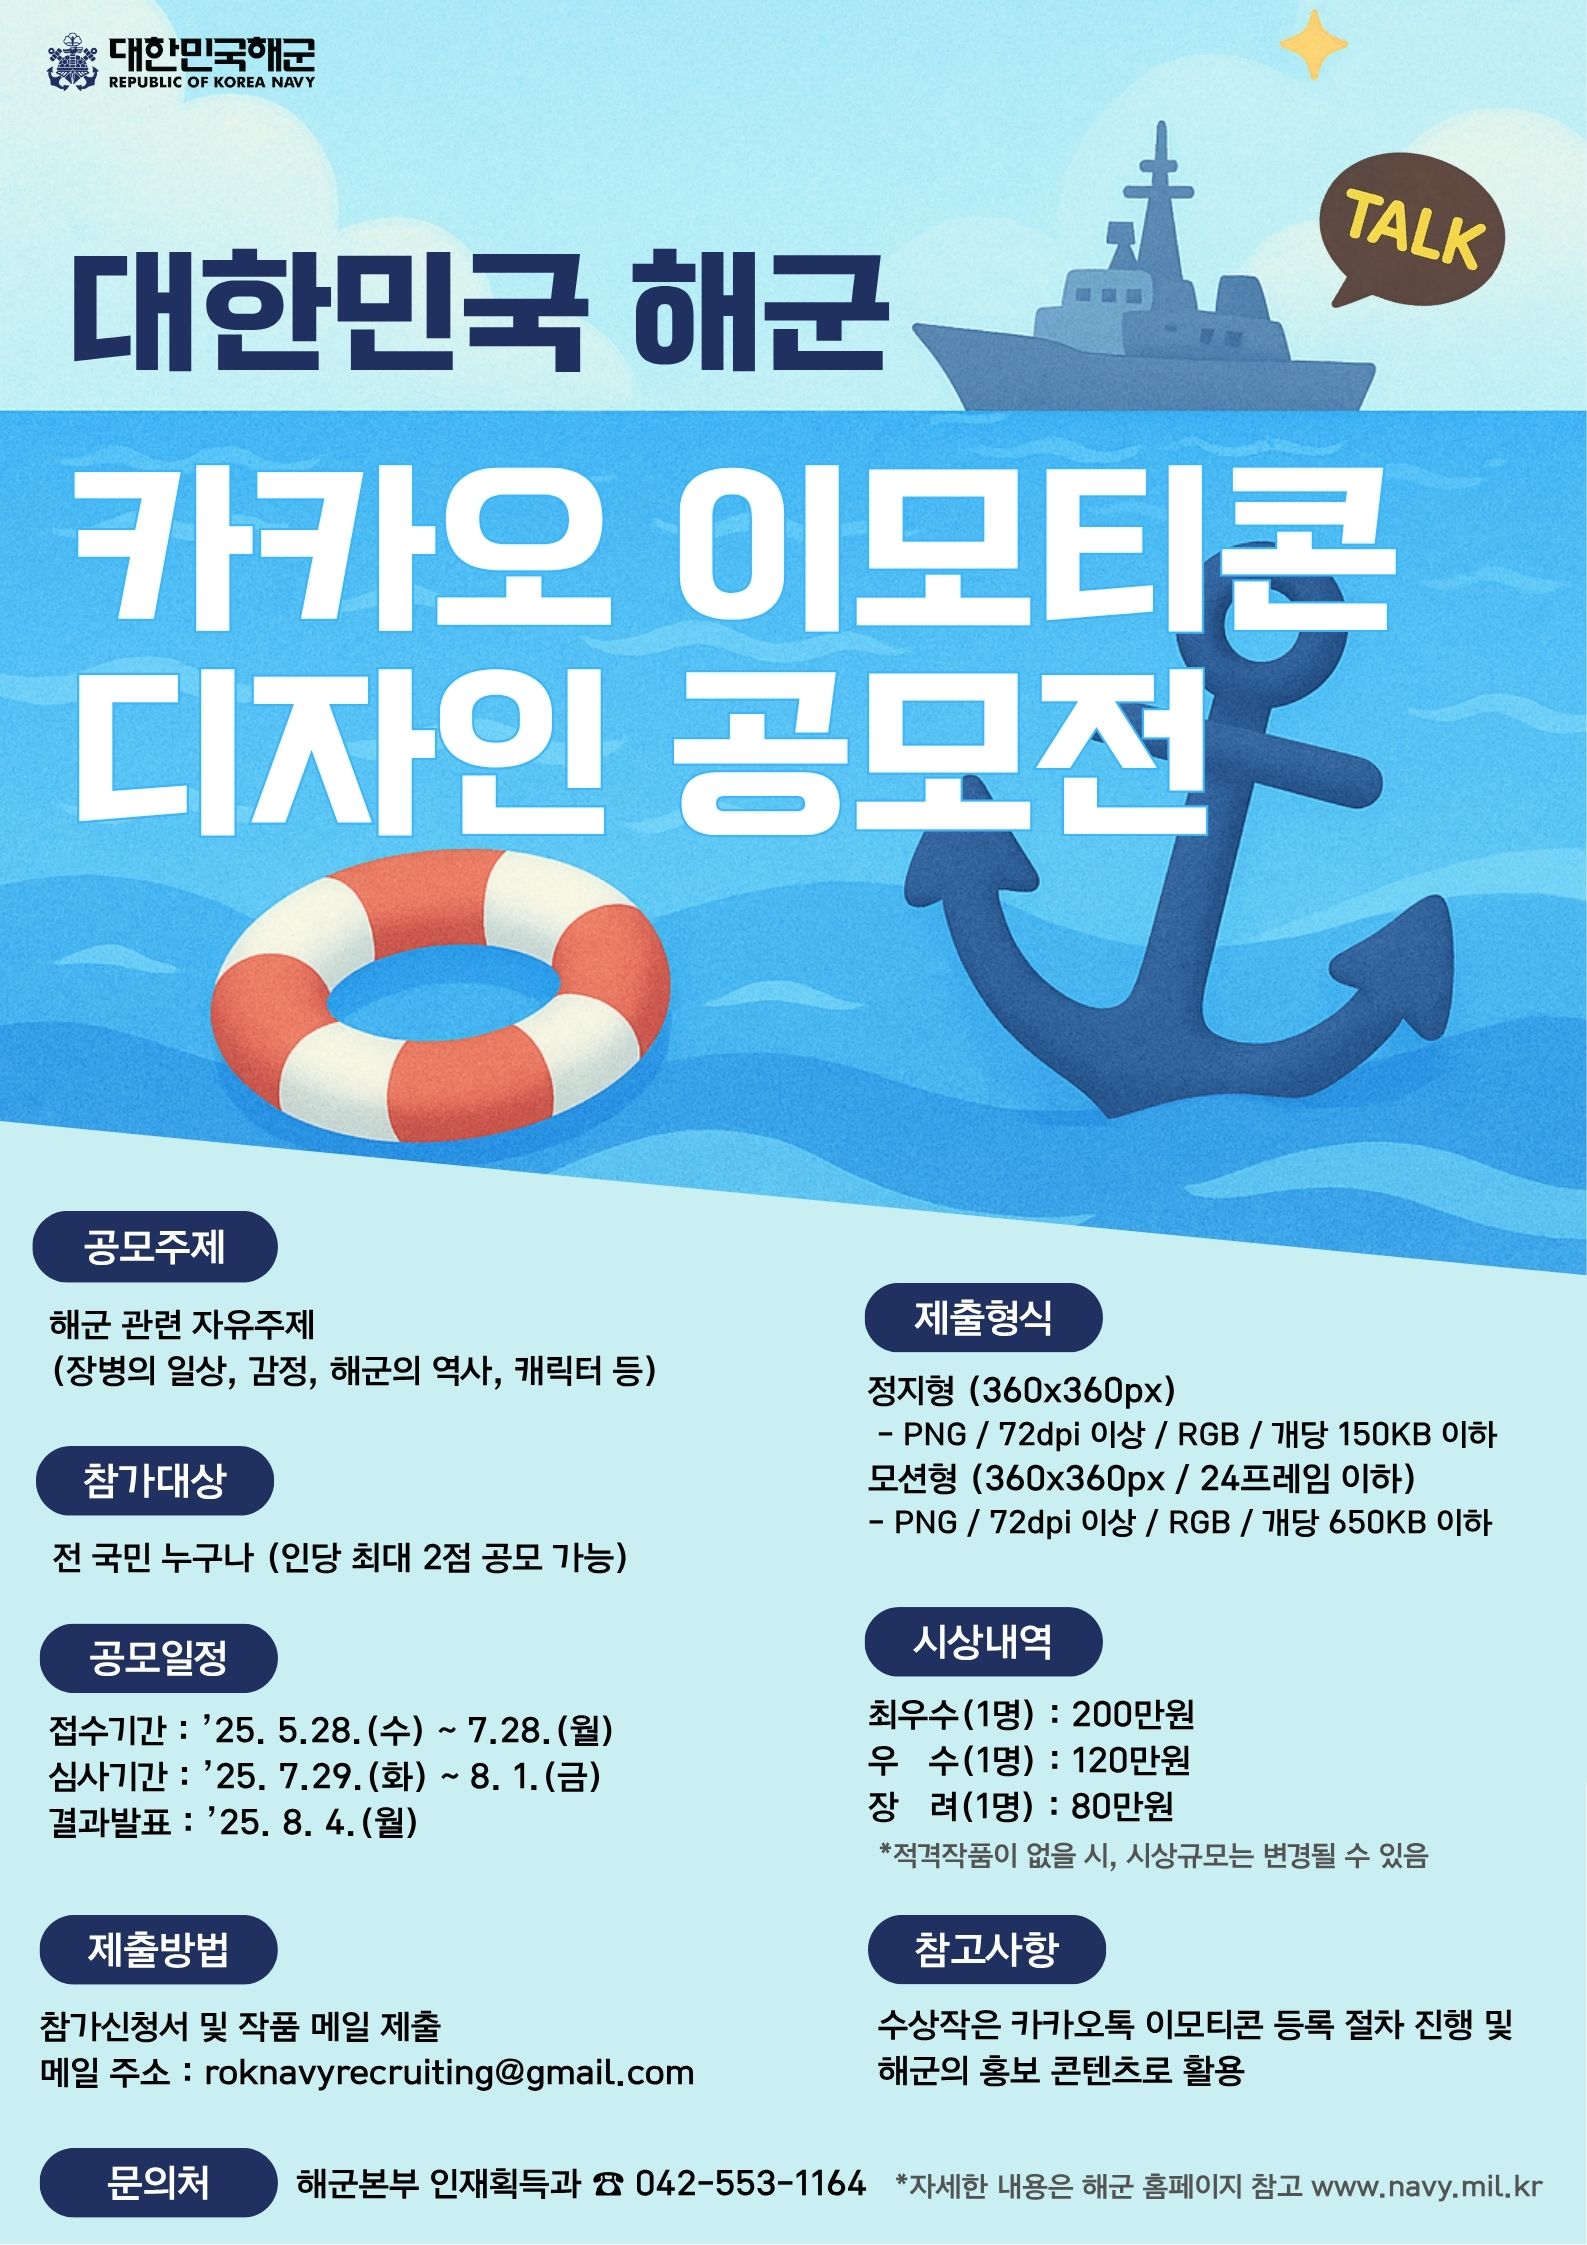 대한민국해군
REPUBLIC OF KOREA NAVY
TALK
대한민국 해군
카카오 이모티콘
디자인 공모전
공모주제
해군 관련 자유주제
(장병의 일상, 감정, 해군의 역사, 캐릭터 등)
참가대상
전 국민 누구나 (인당 최대 2점 공모 가능)
공모일정
접수기간 : ’25. 5.28.(수) ~ 7.28.(월)
심사기간 : ’25. 7.29.(화) ~ 8. 1.(금)
결과발표 : ’25. 8. 4.(월)
제출방법
참가신청서 및 작품 메일 제출
메일 주소 : roknavyrecruiting@gmail.com
제출형식
정지형 (360x360px)
- PNG / 72dpi 이상 / RGB / 개당 150KB 이하
모션형 (360x360px / 24프레임 이하)
- PNG / 72dpi 이상 / RGB / 개당 650KB 이하
시상내역
최우수(1명) : 200만원
우 수(1명) : 120만원
장 려(1명) : 80만원
*적격작품이 없을 시, 시상규모는 변경될 수 있음
참고사항
수상작은 카카오톡 이모티콘 등록 절차 진행 및
해군의 홍보 콘텐츠로 활용
문의처
해군본부 인재획득과 ☎ 042-553-1164
*자세한 내용은 해군 홈페이지 참고 www.navy.mil.kr